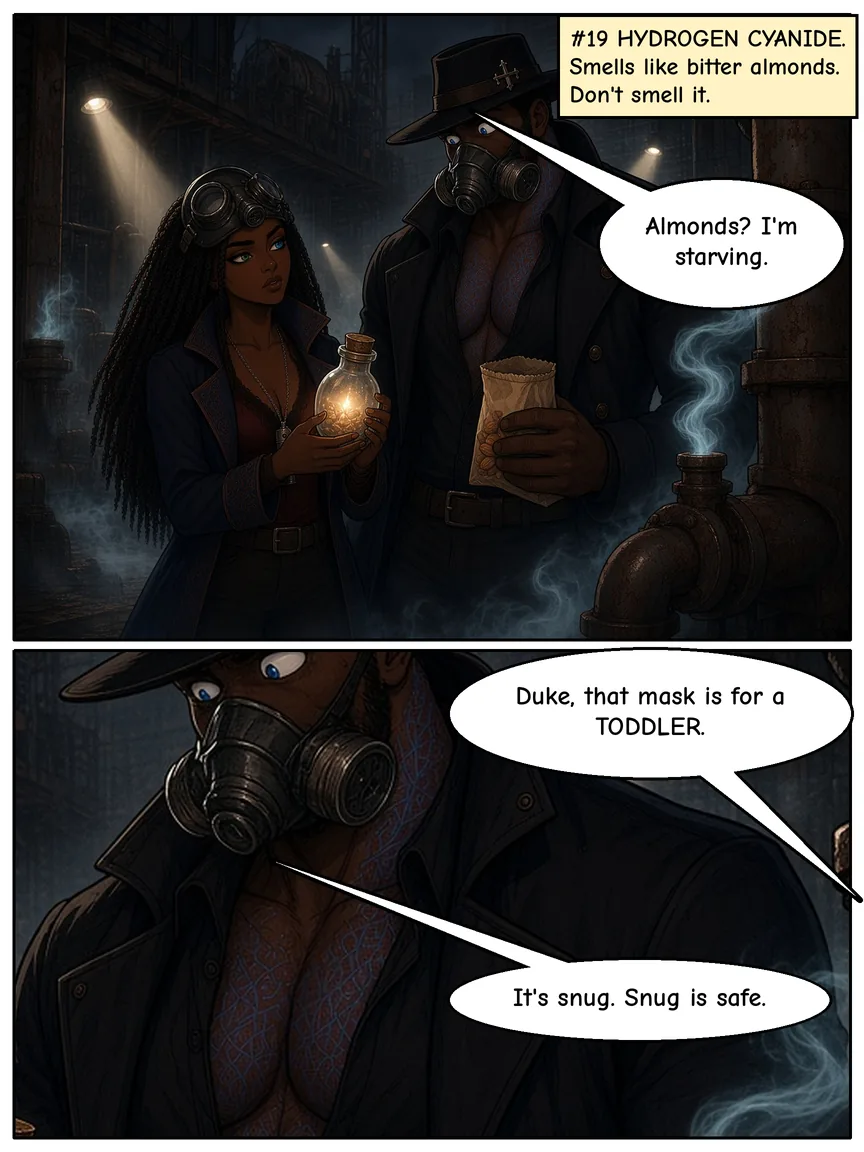 #19 HYDROGEN CYANIDE.
Smells like bitter almonds.
Don't smell it.
Almonds? I'm
starving.
Duke, that mask is for a
TODDLER.
It's snug. Snug is safe.